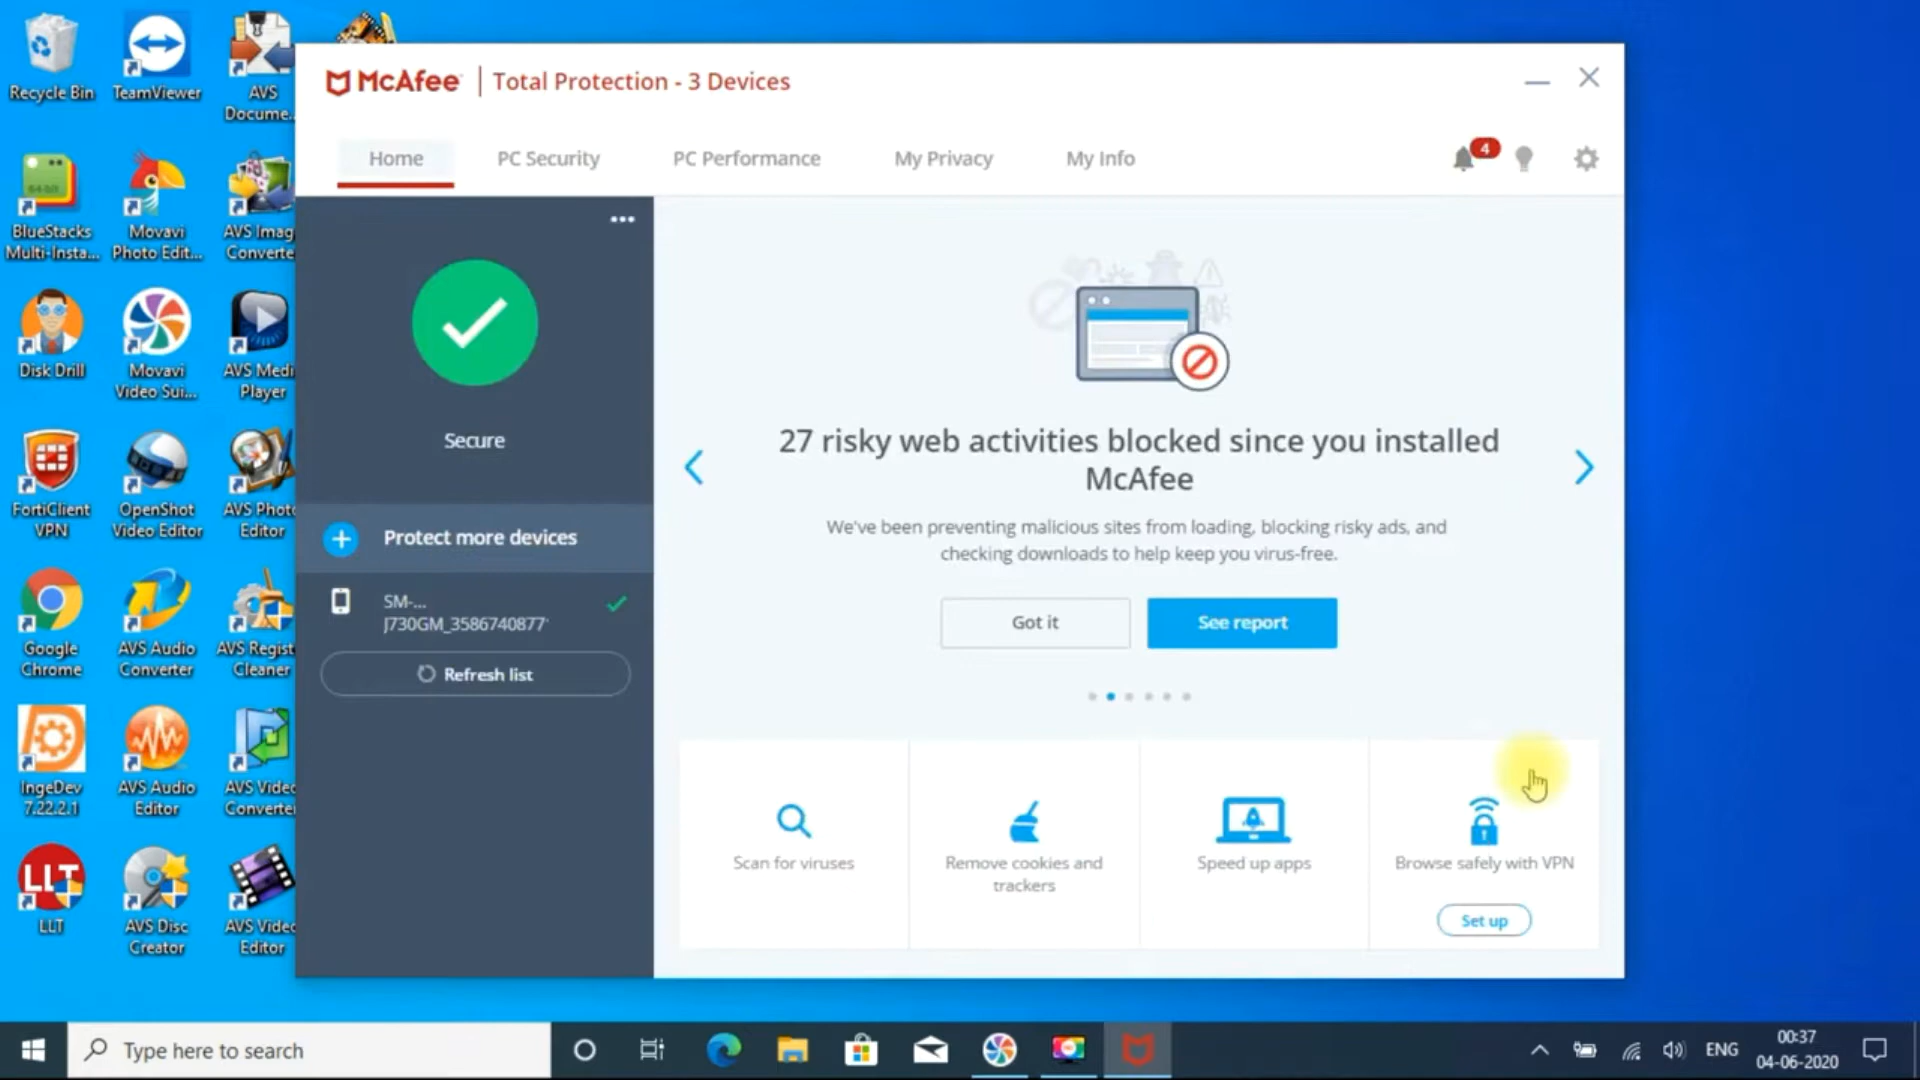 Recycle Bin
TeamViewer
AVS
Docume...
64-BIT
BlueStacks
Multi-Insta...
Movavi
Photo Edit...
AVS Imag
Converte
Disk Drill
Movavi
Video Sui...
AVS Medi
Player
FortiClient
VPN
OpenShot
Video Editor
AVS Phot
Editor
Google
Chrome
AVS Audio
Converter
AVS Regist
Cleaner
IngeDev
7.22.2.1
AVS Audio
Editor
AVS Vide
Converte
LLT
LLT
AVS Disc
Creator
AVS Vide
Editor
McAfee | Total Protection - 3 Devices
Home
PC Security
PC Performance
My Privacy
My Info
4
Secure
Protect more devices
SM-...
J730GM_3586740877
Refresh list
27 risky web activities blocked since you installed
McAfee
We've been preventing malicious sites from loading, blocking risky ads, and
checking downloads to help keep you virus-free.
Got it
See report
Scan for viruses
Remove cookies and
trackers
Speed up apps
Browse safely with VPN
Set up
Type here to search
ENG
00:37
04-06-2020